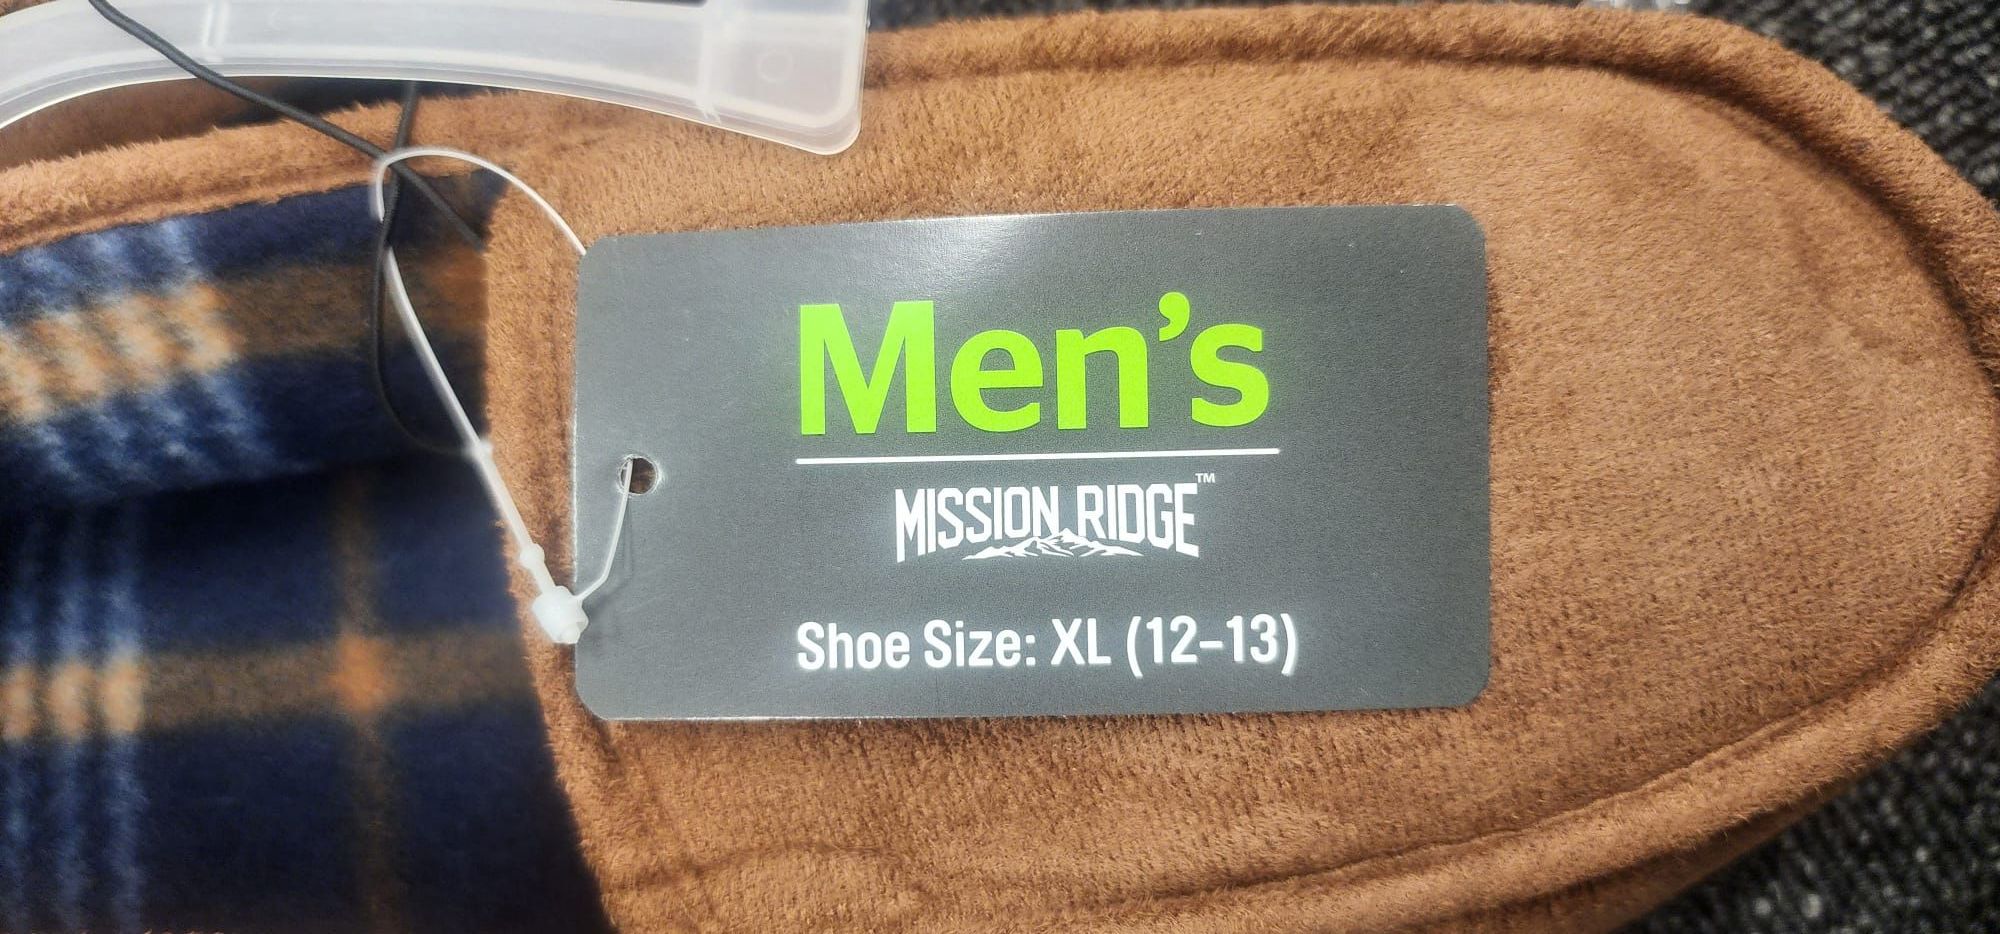 Men's
MISSION RIDGE™
Shoe Size: XL (12-13)